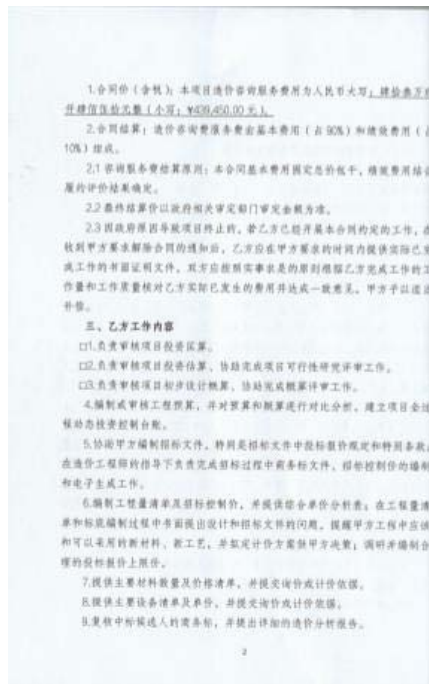 1.合同价（含税）：本项目造价咨询服务费用为人民币大写：肆拾叁万
仟肆佰伍拾元整（小写：¥439,450.00 元）。
2.合同结算：造价咨询费服务费由基本费用（占 90%）和绩效费用（
10%）组成。
2.1 咨询服务费结算原则：本合同基本费用固定总价包干，绩效费用结合
履约评价结果确定。
2.2 最终结算价以政府相关审定部门审定金额为准。
2.3 因政府原因导致项目终止的，若乙方已经开展本合同约定的工作，
收到甲方要求解除合同的通知后，乙方应在甲方要求的时间内提供实际已
成工作的书面证明文件，双方应按照实事求是的原则根据乙方完成工作的
作量和工作质量核对乙方实际已发生的费用并达成一致意见，甲方予以
补偿。
三、乙方工作内容
□1.负责审核项目投资匡算。
□2.负责审核项目投资估算，协助完成项目可行性研究评审工作。
□3.负责审核项目初步设计概算，协助完成概算评审工作。
4.编制或审核工程预算，并对预算和概算进行对比分析，建立项目全
程动态投资控制台账。
5.协助甲方编制招标文件，特别是招标文件中投标报价规定和特别条款
在造价工程师的指导下负责完成招标过程中商务标文件、招标控制价的编制
和电子生成工作。
6.编制工程量清单及招标控制价，并提供综合单价分析表；在工程量清
单和标底编制过程中书面提出设计和招标文件的问题，提醒甲方工程中应
和可以采用的新材料、新工艺，并拟定计价方案供甲方决策；调研并编制合
理的投标报价上限价。
7.提供主要材料数量及价格清单，并提交询价或计价依据。
8.提供主要设备清单及单价，并提交询价或计价依据。
9.复核中标候选人的商务标，并提出详细的造价分析报告。
2